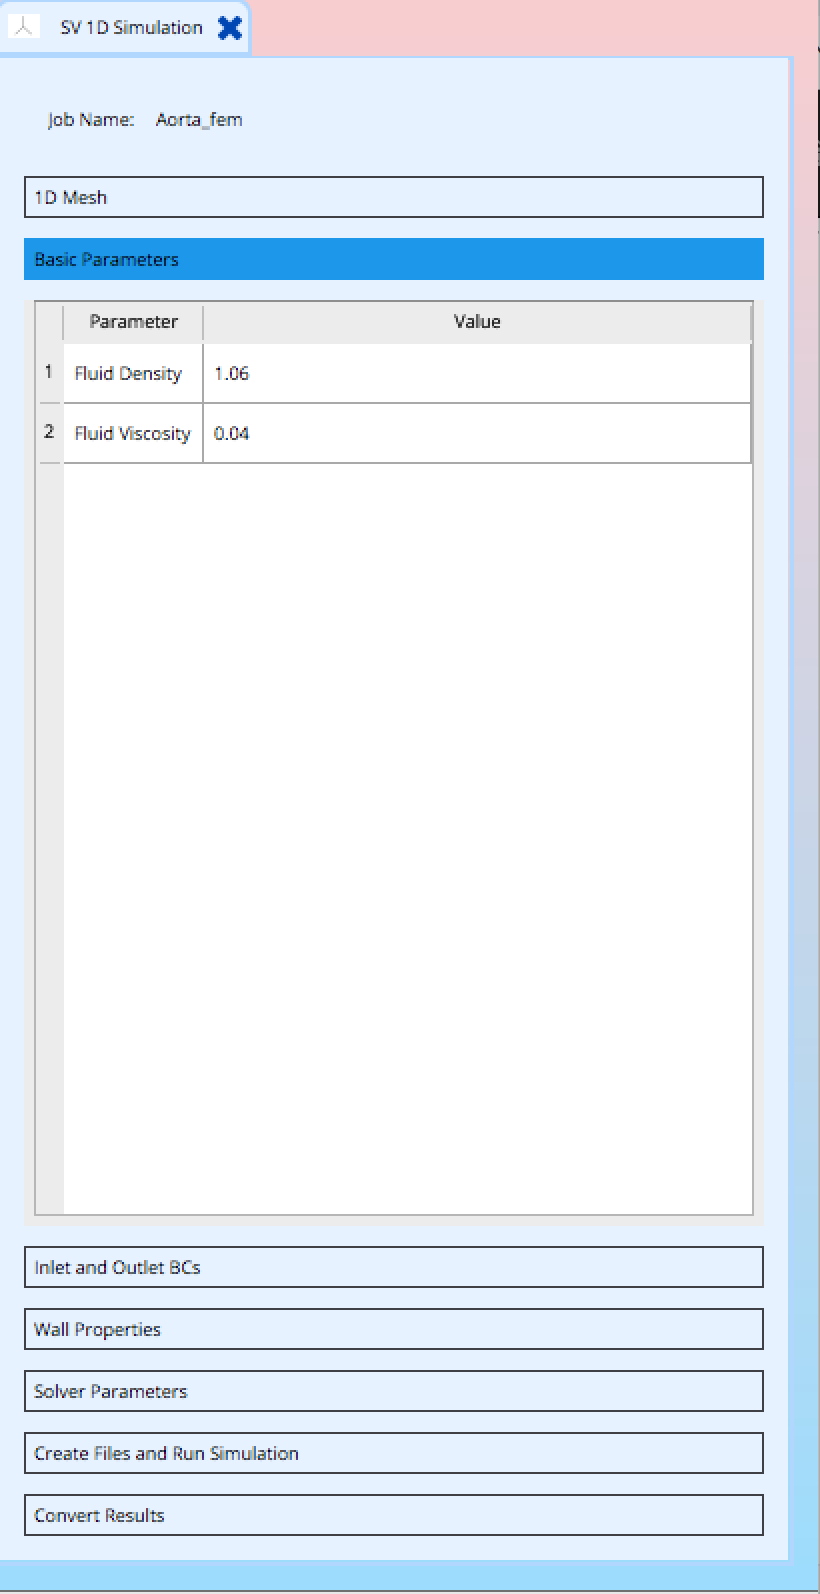 SV 1D Simulation
Job Name: Aorta_fem
1D Mesh
Basic Parameters
Parameter Value
1 Fluid Density 1.06
2 Fluid Viscosity 0.04
Inlet and Outlet BCs
Wall Properties
Solver Parameters
Create Files and Run Simulation
Convert Results